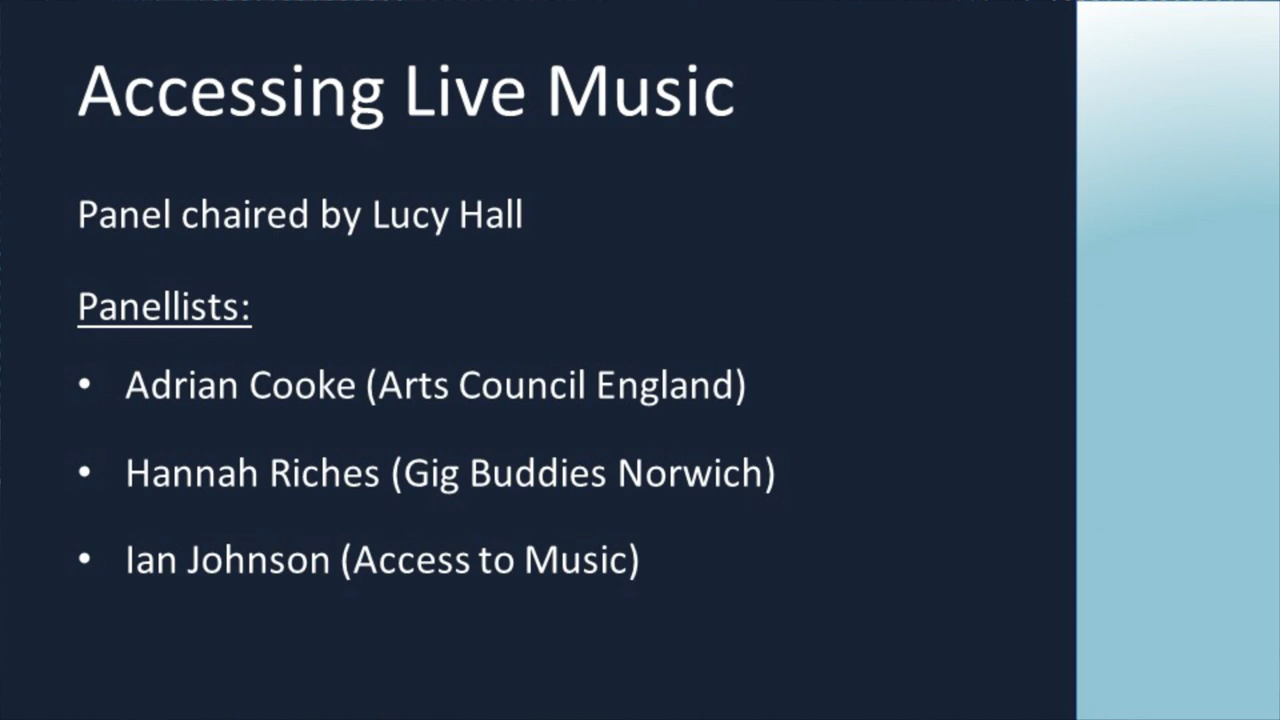 Accessing Live Music
Panel chaired by Lucy Hall
Panellists:
• Adrian Cooke (Arts Council England)
• Hannah Riches (Gig Buddies Norwich)
• Ian Johnson (Access to Music)